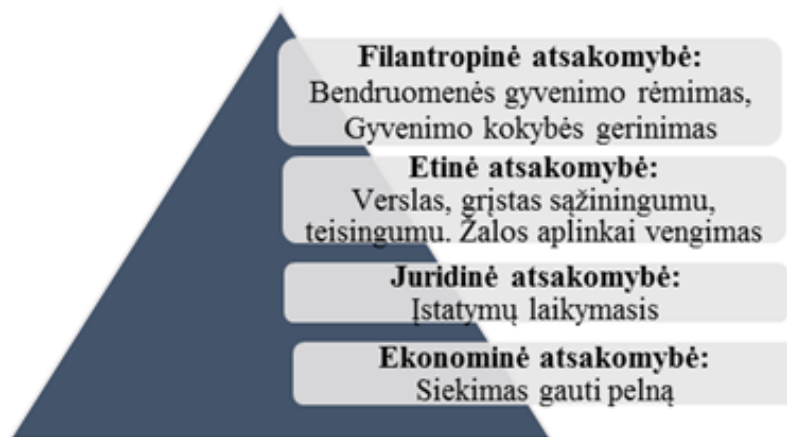 Filantropinė atsakomybė:
Bendruomenės gyvenimo rėmimas,
Gyvenimo kokybės gerinimas
Etinė atsakomybė:
Verslas, grįstas sąžiningumu,
teisingumu. Žalos aplinkai vengimas
Juridinė atsakomybė:
Įstatymų laikymasis
Ekonominė atsakomybė:
Siekimas gauti pelną